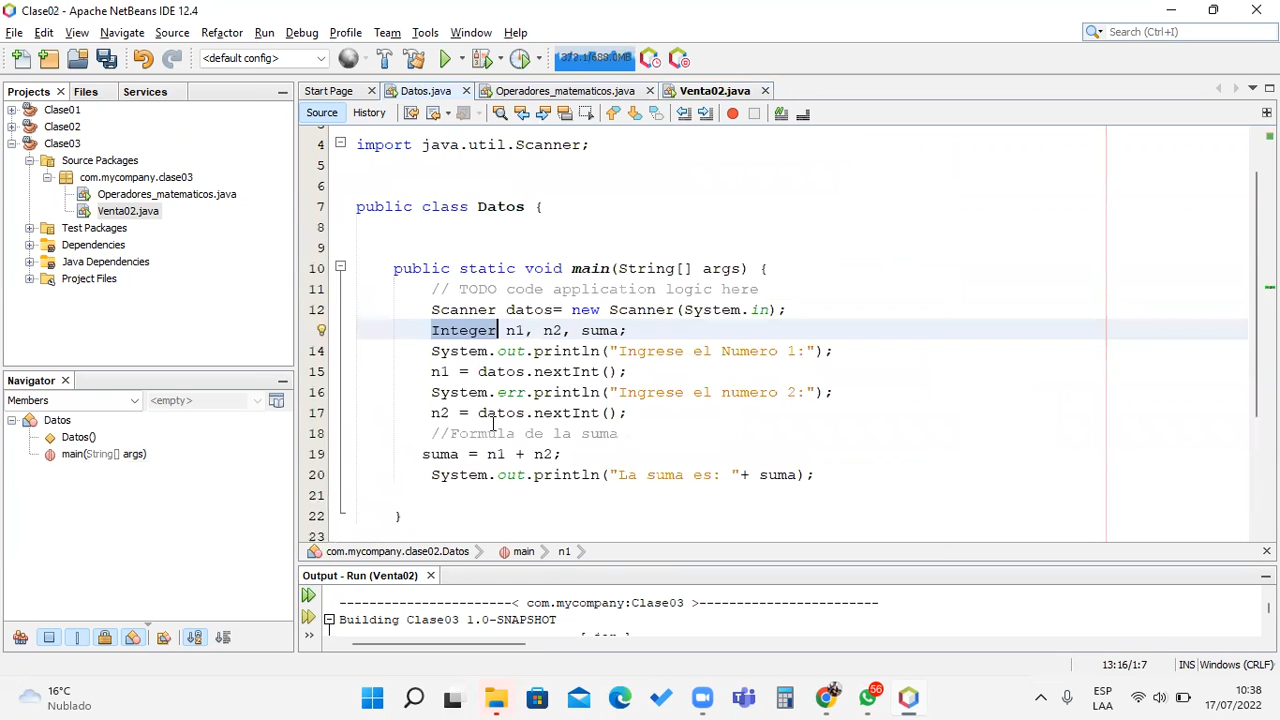 Clase02 - Apache NetBeans IDE 12.4
File Edit View Navigate Source Refactor Run Debug Profile Team Tools Window Help
Search (Ctrl+I)
<default config>
Projects Files Services
Start Page Datos.java Operadores_matematicos.java Venta02.java
Source History
Clase01
Clase02
Clase03
Source Packages
com.mycompany.clase03
Operadores_matematicos.java
Venta02.java
Test Packages
Dependencies
Java Dependencies
Project Files
4 import java.util.Scanner;
5
6
7 public class Datos {
8
9
10 public static void main(String[] args) {
11 // TODO code application logic here
12 Scanner datos= new Scanner(System.in);
Integer n1, n2, suma;
14 System.out.println("Ingrese el Numero 1:");
15 n1 = datos.nextInt();
16 System.err.println("Ingrese el numero 2:");
17 n2 = datos.nextInt();
18 //Formula de la suma
19 suma = n1 + n2;
20 System.out.println("La suma es: "+ suma);
21
22 }
23
Navigator
Members <empty>
Datos
Datos()
main(String[] args)
com.mycompany.clase02.Datos main n1
Output - Run (Venta02)
-----------------------< com.mycompany:Clase03 >-----------------------
Building Clase03 1.0-SNAPSHOT
13:16/1:7 INS Windows (CRLF)
16°C
Nublado
56
ESP
LAA
10:38
17/07/2022